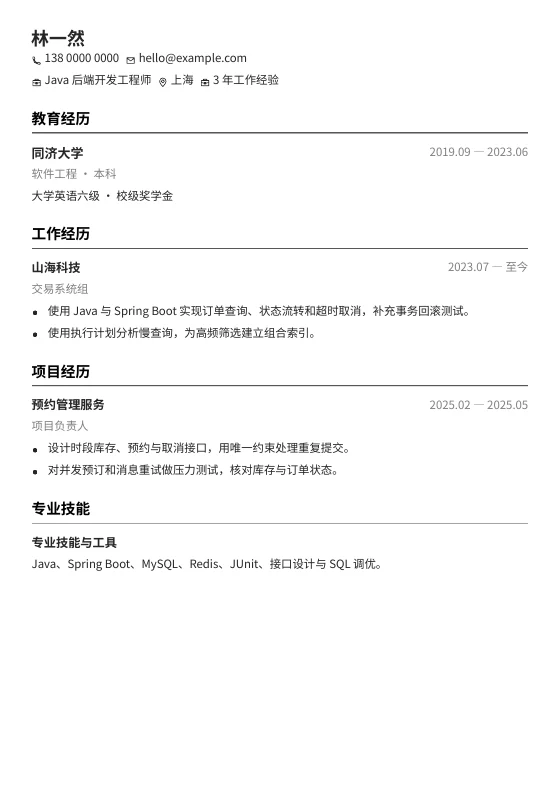 林一然
138 0000 0000 hello@example.com
Java 后端开发工程师 上海 3 年工作经验
教育经历
同济大学 2019.09 — 2023.06
软件工程 · 本科
大学英语六级 · 校级奖学金
工作经历
山海科技 2023.07 — 至今
交易系统组
• 使用 Java 与 Spring Boot 实现订单查询、状态流转和超时取消，补充事务回滚测试。
• 使用执行计划分析慢查询，为高频筛选建立组合索引。
项目经历
预约管理服务 2025.02 — 2025.05
项目负责人
• 设计时段库存、预约与取消接口，用唯一约束处理重复提交。
• 对并发预订和消息重试做压力测试，核对库存与订单状态。
专业技能
专业技能与工具
Java、Spring Boot、MySQL、Redis、JUnit、接口设计与 SQL 调优。